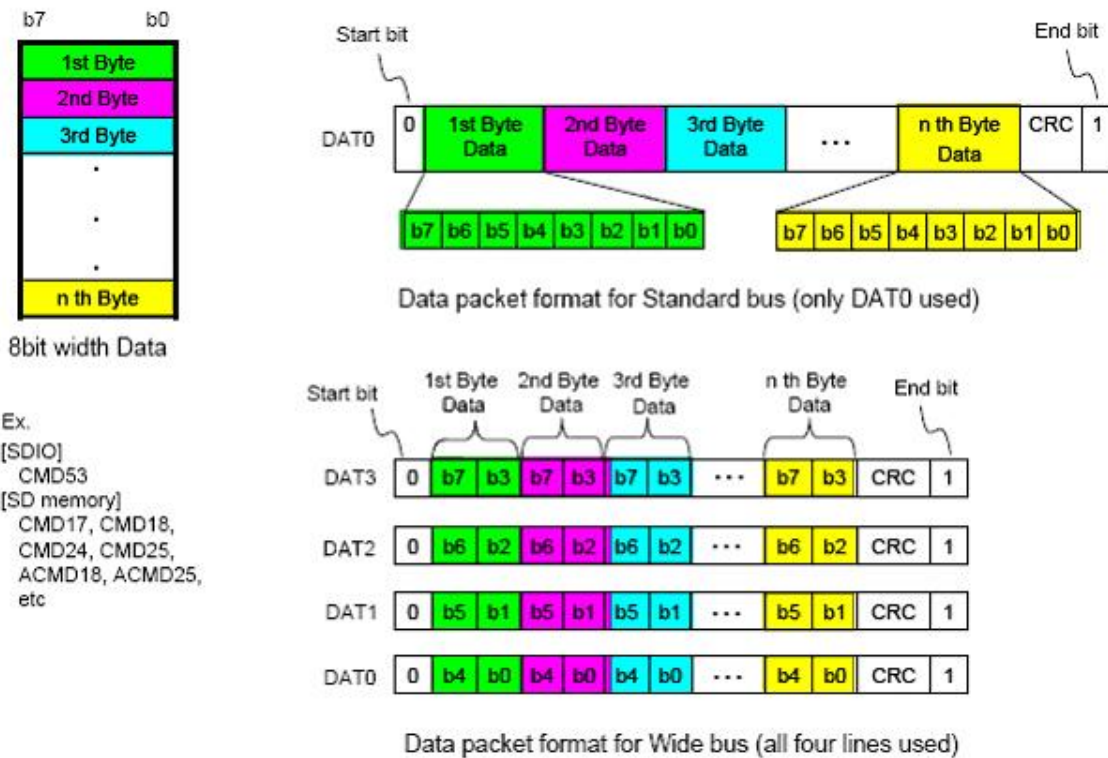 b7 b0
1st Byte
2nd Byte
3rd Byte
.
.
.
n th Byte
8bit width Data
Ex.
[SDIO]
CMD53
[SD memory]
CMD17, CMD18,
CMD24, CMD25,
ACMD18, ACMD25,
etc
Start bit End bit
DAT0 0 1st Byte Data 2nd Byte Data 3rd Byte Data ... n th Byte Data CRC 1
b7 b6 b5 b4 b3 b2 b1 b0 b7 b6 b5 b4 b3 b2 b1 b0
Data packet format for Standard bus (only DAT0 used)
Start bit 1st Byte Data 2nd Byte Data 3rd Byte Data n th Byte Data End bit
DAT3 0 b7 b3 b7 b3 b7 b3 ... b7 b3 CRC 1
DAT2 0 b6 b2 b6 b2 b6 b2 ... b6 b2 CRC 1
DAT1 0 b5 b1 b5 b1 b5 b1 ... b5 b1 CRC 1
DAT0 0 b4 b0 b4 b0 b4 b0 ... b4 b0 CRC 1
Data packet format for Wide bus (all four lines used)